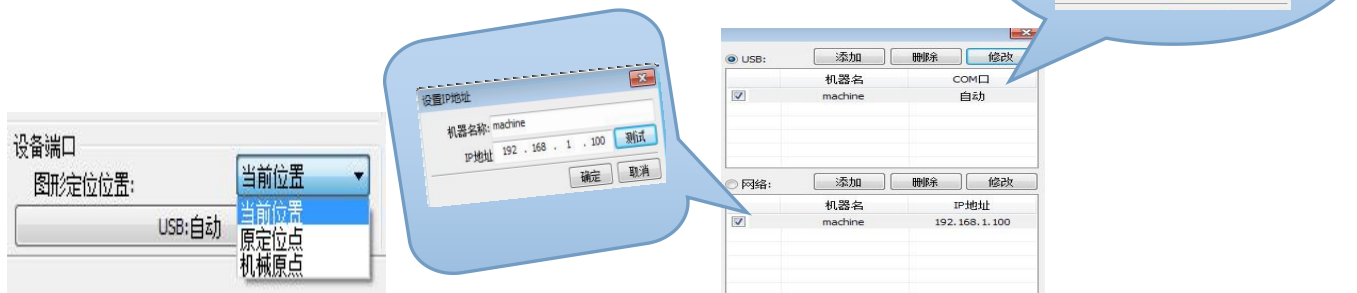 设备端口
图形定位位置:
当前位置
当前位置
原定位点
机械原点
USB:自动
设置IP地址
机器名称: machine
IP地址 192 . 168 . 1 . 100 测试
确定 取消
USB: 添加 删除 修改
机器名 COM口
machine 自动
网络: 添加 删除 修改
机器名 IP地址
machine 192.168.1.100